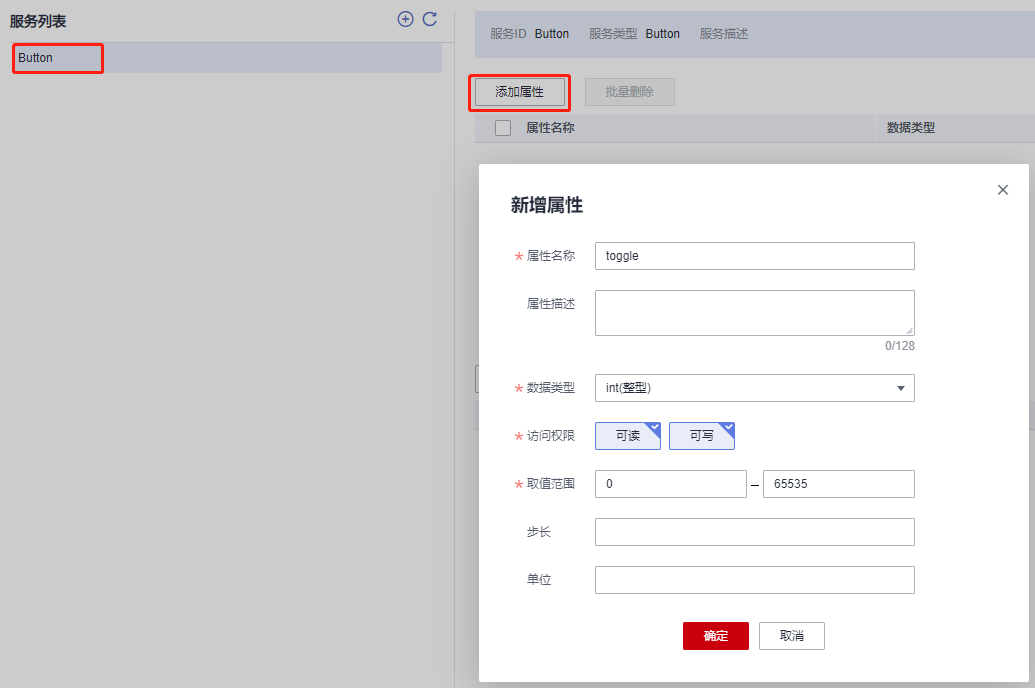 服务列表
Button
服务ID Button 服务类型 Button 服务描述
添加属性 批量删除
属性名称 数据类型
新增属性
* 属性名称 toggle
属性描述
0/128
* 数据类型 int(整型)
* 访问权限 可读 可写
* 取值范围 0 – 65535
步长
单位
确定 取消